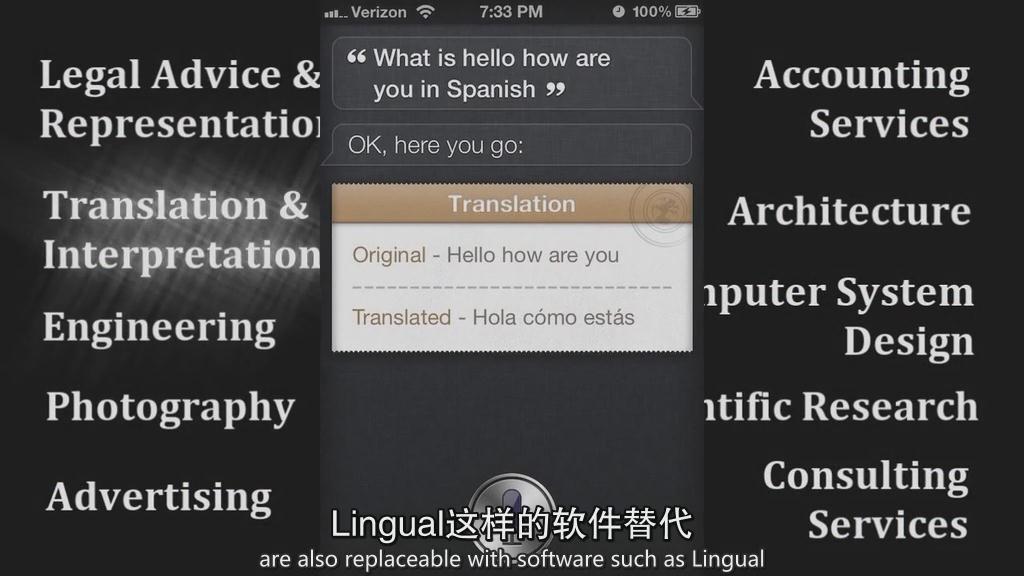 Verizon 7:33 PM 100%
“ What is hello how are
you in Spanish ”
OK, here you go:
Translation
Original - Hello how are you
Translated - Hola cómo estás
Legal Advice &
Representation
Translation &
Interpretation
Engineering
Photography
Advertising
Accounting
Services
Architecture
mputer System
Design
ntific Research
Consulting
Services
Lingual这样的软件替代
are also replaceable with software such as Lingual